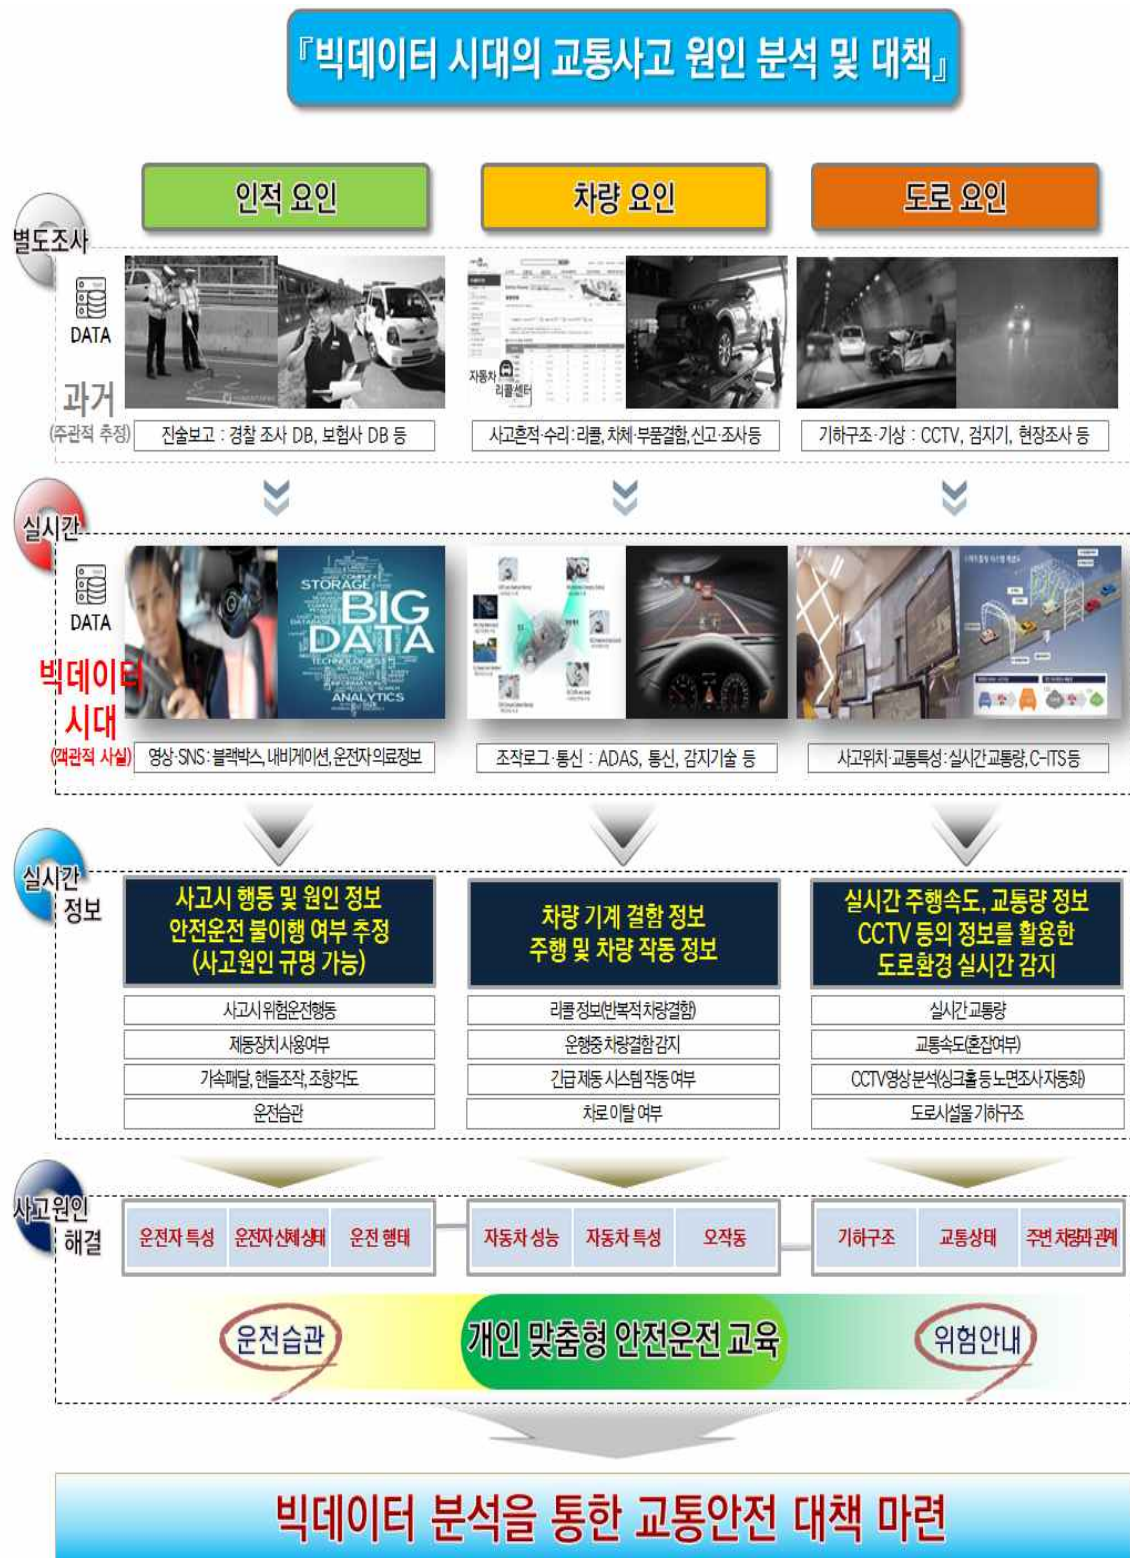 『빅데이터 시대의 교통사고 원인 분석 및 대책』
인적 요인
차량 요인
도로 요인
별도조사
DATA
과거
(주관적 추정)
자동차
리콜센터
진술보고 : 경찰 조사 DB, 보험사 DB 등
사고흔적·수리 : 리콜, 차체·부품결함, 신고·조사 등
기하구조·기상 : CCTV, 검지기, 현장조사 등
실시간
DATA
빅데이터
시대
(객관적 사실)
STORAGE
BIG
DATA
TECHNOLOGIES
INFORMATION
ANALYTICS
SIZE
영상·SNS : 블랙박스, 내비게이션, 운전자 의료정보
조작로그·통신 : ADAS, 통신, 감지기술 등
사고위치·교통특성 : 실시간 교통량, C-ITS 등
실시간
정보
사고시 행동 및 원인 정보
안전운전 불이행 여부 추정
(사고원인 규명 가능)
차량 기계 결함 정보
주행 및 차량 작동 정보
실시간 주행속도, 교통량 정보
CCTV 등의 정보를 활용한
도로환경 실시간 감지
사고시 위험운전행동
제동장치 사용여부
가속패달, 핸들조작, 조향각도
운전습관
리콜 정보(반복적 차량결함)
운행중 차량결함 감지
긴급 제동 시스템 작동 여부
차로 이탈 여부
실시간 교통량
교통속도(혼잡여부)
CCTV영상 분석(싱크홀 등 노면조사 자동화)
도로시설물 기하구조
사고원인
해결
운전자 특성
운전자 신체 상태
운전 행태
자동차 성능
자동차 특성
오작동
기하구조
교통상태
주변 차량과 관계
운전습관
개인 맞춤형 안전운전 교육
위험안내
빅데이터 분석을 통한 교통안전 대책 마련